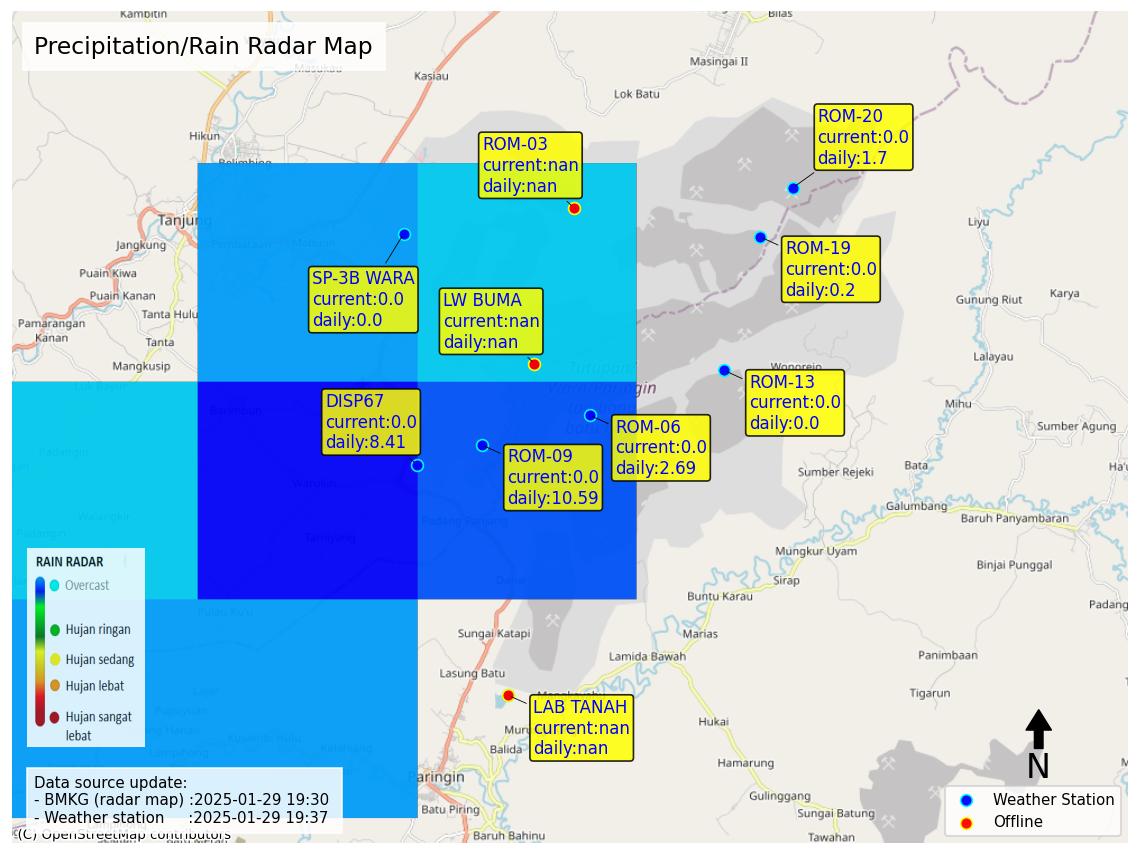 Kambitin
Bilas
Precipitation/Rain Radar Map
Masukau
Kasiau
Masingai II
Lok Batu
ROM-20
current:0.0
daily:1.7
Hikun
ROM-03
current:nan
daily:nan
Belimbing
Tanjung
Liyu
Jangkung
ROM-19
current:0.0
daily:0.2
SP-3B WARA
current:0.0
daily:0.0
Puain Kiwa
Puain Kanan
LW BUMA
current:nan
daily:nan
Gunung Riut
Karya
Tanta Hulu
Pamarangan
Kanan
Tanta
Mangkusip
Lalayau
Wonorejo
Tutupan
ROM-13
current:0.0
daily:0.0
DISP67
current:0.0
daily:8.41
Barimbun
Mihu
ROM-06
current:0.0
daily:2.69
Sumber Agung
ROM-09
current:0.0
daily:10.59
Padangin
Bata
Ha'u
Sumber Rejeki
Warukin
Galumbang
Walangkir
Padang Panjang
Baruh Panyambaran
Padangin
Tamiyang
Mungkur Uyam
RAIN RADAR
Overcast
Hujan ringan
Hujan sedang
Hujan lebat
Hujan sangat
lebat
Binjai Punggal
Dahai
Sirap
Buntu Karau
Padang
Pulau Ku'u
Sungai Katapi
Marias
Lamida Bawah
Panimbaan
Lasung Batu
Tigarun
LAB TANAH
current:nan
daily:nan
Hukai
Balida
Hamarung
N
Paringin
Data source update:
- BMKG (radar map) :2025-01-29 19:30
- Weather station :2025-01-29 19:37
Gulinggang
Batu Piring
Sungai Batung
Weather Station
Offline
(C) OpenStreetMap contributors
Baruh Bahinu
Tawahan